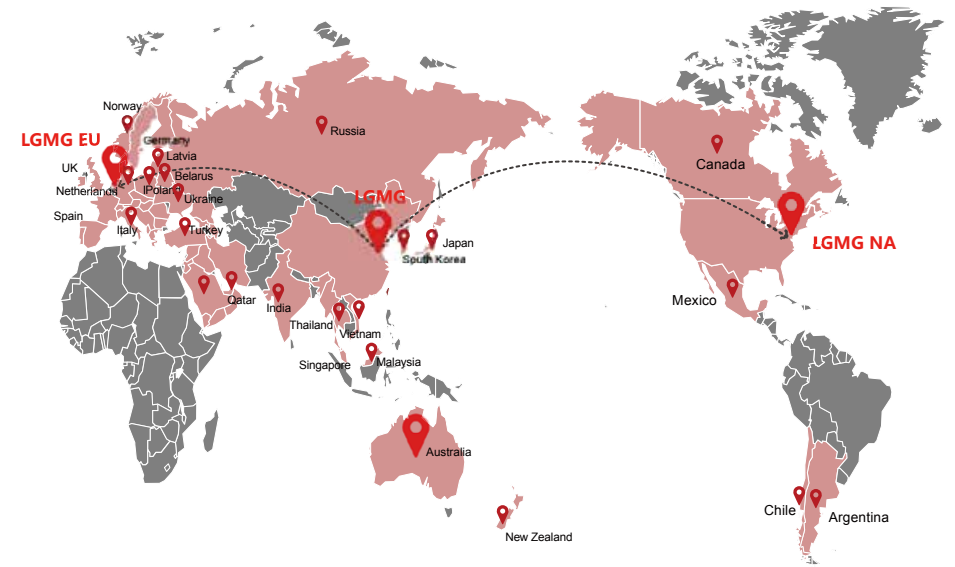 Norway
Russia
LGMG EU
Germany
Latvia
UK
Belarus
Canada
Netherlands
Poland
Ukraine
LGMG
Spain
Italy
Turkey
Japan
LGMG NA
South Korea
Qatar
India
Mexico
Thailand
Vietnam
Singapore
Malaysia
Australia
Chile
Argentina
New Zealand